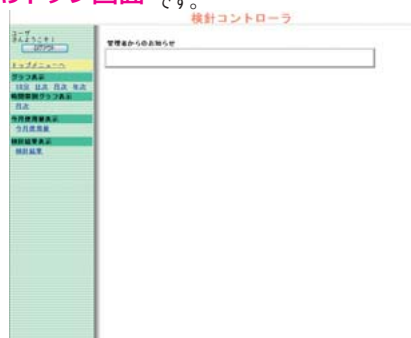 トップ画面 です。
検針コントローラ
ユーザ
さんようこそ!
ログアウト
トップメニューへ
グラフ表示
日次 月次 年次
時間帯別グラフ表示
月次
今月使用量表示
今月使用量
検針結果表示
検針結果
管理者からのお知らせ